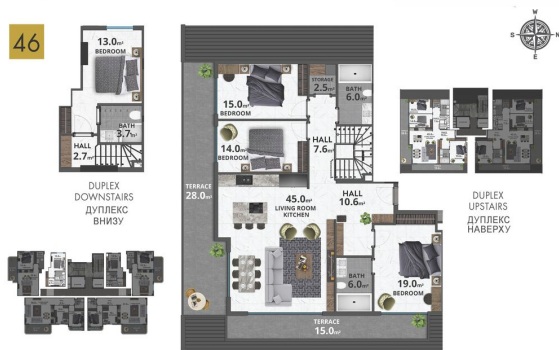 46
13.0m²
BEDROOM
BATH
3.7m²
HALL
2.7m²
DUPLEX
DOWNSTAIRS
ДУПЛЕКС
ВНИЗУ
STORAGE
2.5m²
BATH
6.0m²
15.0m²
BEDROOM
14.0m²
BEDROOM
HALL
7.6m²
TERRACE
28.0m²
45.0m²
LIVING ROOM
KITCHEN
HALL
10.6m²
BATH
6.0m²
19.0m²
BEDROOM
TERRACE
15.0m²
W
S
N
E
DUPLEX
UPSTAIRS
ДУПЛЕКС
НАВЕРХУ